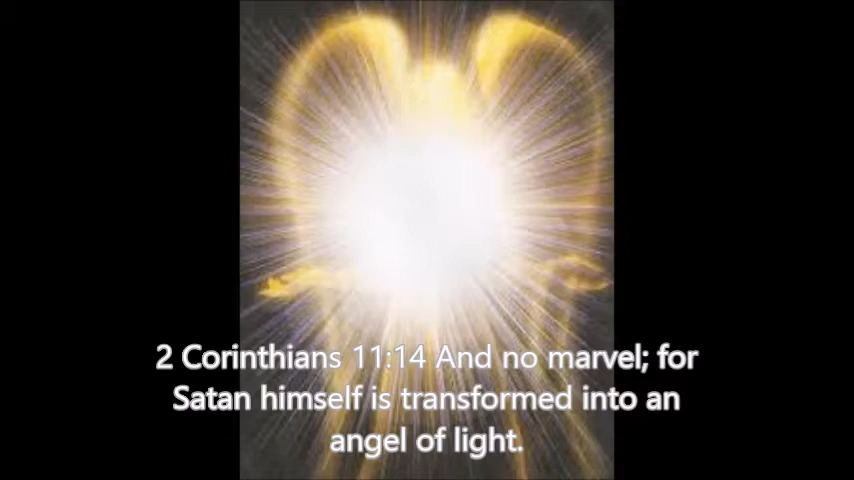 2 Corinthians 11:14 And no marvel; for
Satan himself is transformed into an
angel of light.